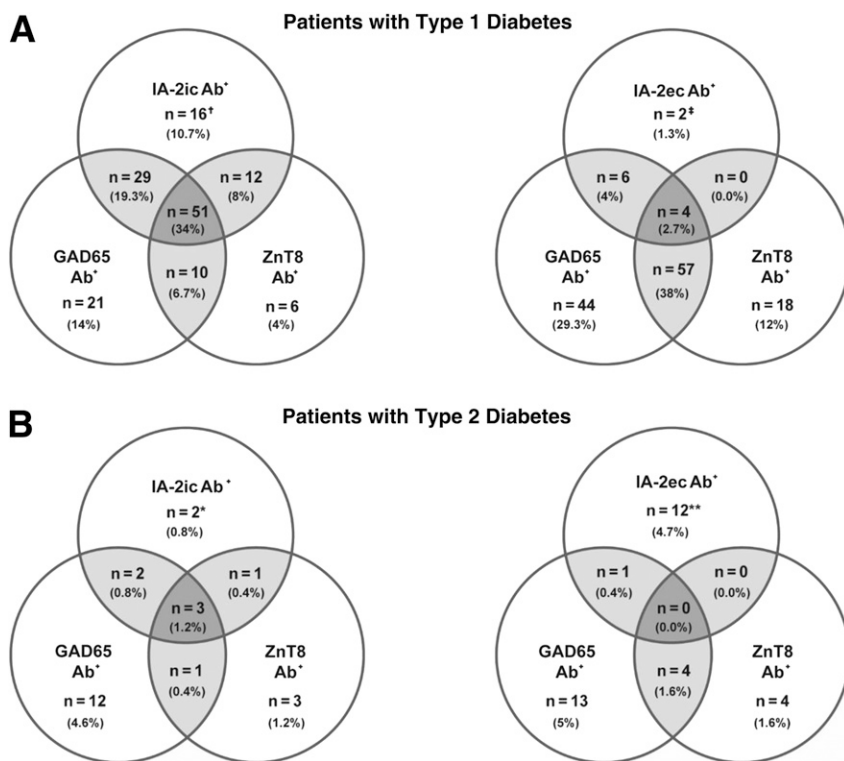 A
Patients with Type 1 Diabetes
IA-2ic Ab⁺
n = 16†
(10.7%)
n = 29
(19.3%)
n = 12
(8%)
n = 51
(34%)
GAD65
Ab⁺
n = 21
(14%)
n = 10
(6.7%)
ZnT8
Ab⁺
n = 6
(4%)
IA-2ec Ab⁺
n = 2‡
(1.3%)
n = 6
(4%)
n = 0
(0.0%)
n = 4
(2.7%)
GAD65
Ab⁺
n = 44
(29.3%)
n = 57
(38%)
ZnT8
Ab⁺
n = 18
(12%)
B
Patients with Type 2 Diabetes
IA-2ic Ab⁺
n = 2*
(0.8%)
n = 2
(0.8%)
n = 1
(0.4%)
n = 3
(1.2%)
GAD65
Ab⁺
n = 12
(4.6%)
n = 1
(0.4%)
ZnT8
Ab⁺
n = 3
(1.2%)
IA-2ec Ab⁺
n = 12**
(4.7%)
n = 1
(0.4%)
n = 0
(0.0%)
n = 0
(0.0%)
GAD65
Ab⁺
n = 13
(5%)
n = 4
(1.6%)
ZnT8
Ab⁺
n = 4
(1.6%)